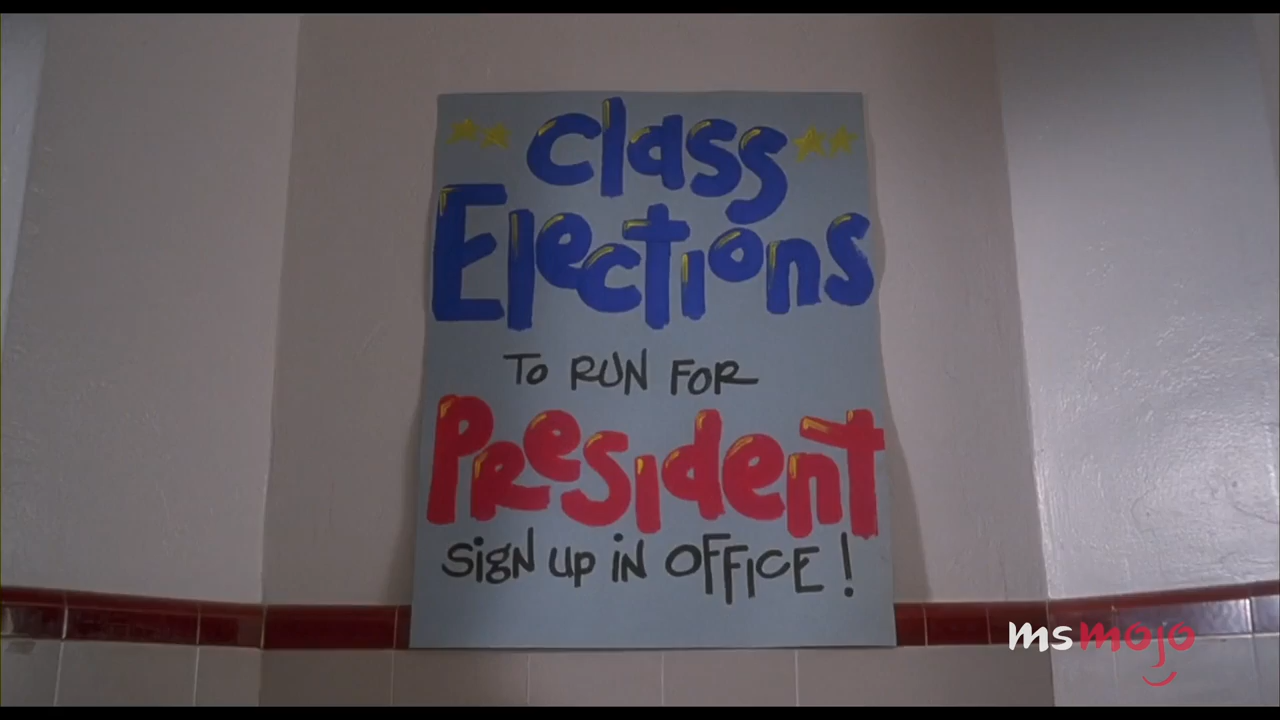 Class
Elections
TO RUN FOR
President
SigN up iN OFFiCE!
msmojo